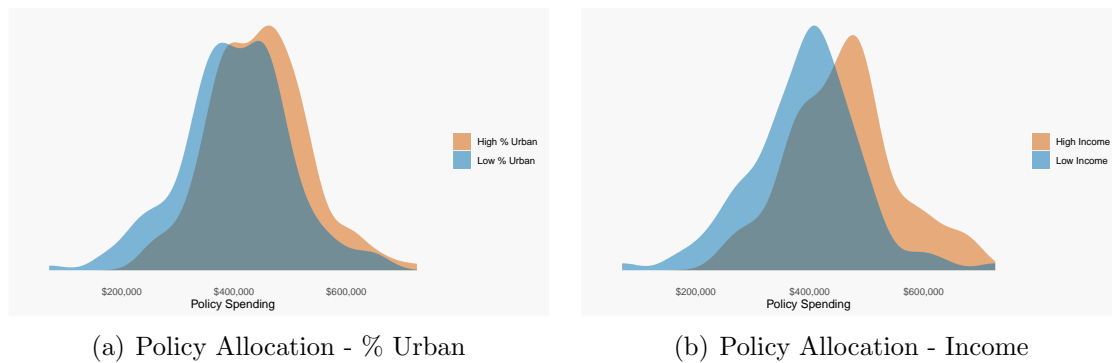 High % Urban
Low % Urban
$200,000 $400,000 $600,000
Policy Spending
(a) Policy Allocation - % Urban
High Income
Low Income
$200,000 $400,000 $600,000
Policy Spending
(b) Policy Allocation - Income